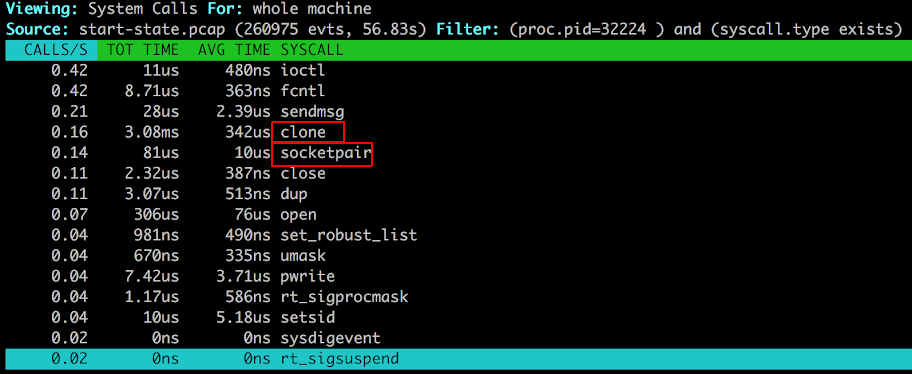 Viewing: System Calls For: whole machine
Source: start-state.pcap (260975 evts, 56.83s) Filter: (proc.pid=32224 ) and (syscall.type exists)
CALLS/S TOT TIME AVG TIME SYSCALL
0.42 11us 480ns ioctl
0.42 8.71us 363ns fcntl
0.21 28us 2.39us sendmsg
0.16 3.08ms 342us clone
0.14 81us 10us socketpair
0.11 2.32us 387ns close
0.11 3.07us 513ns dup
0.07 306us 76us open
0.04 981ns 490ns set_robust_list
0.04 670ns 335ns umask
0.04 7.42us 3.71us pwrite
0.04 1.17us 586ns rt_sigprocmask
0.04 10us 5.18us setsid
0.02 0ns 0ns sysdigevent
0.02 0ns 0ns rt_sigsuspend